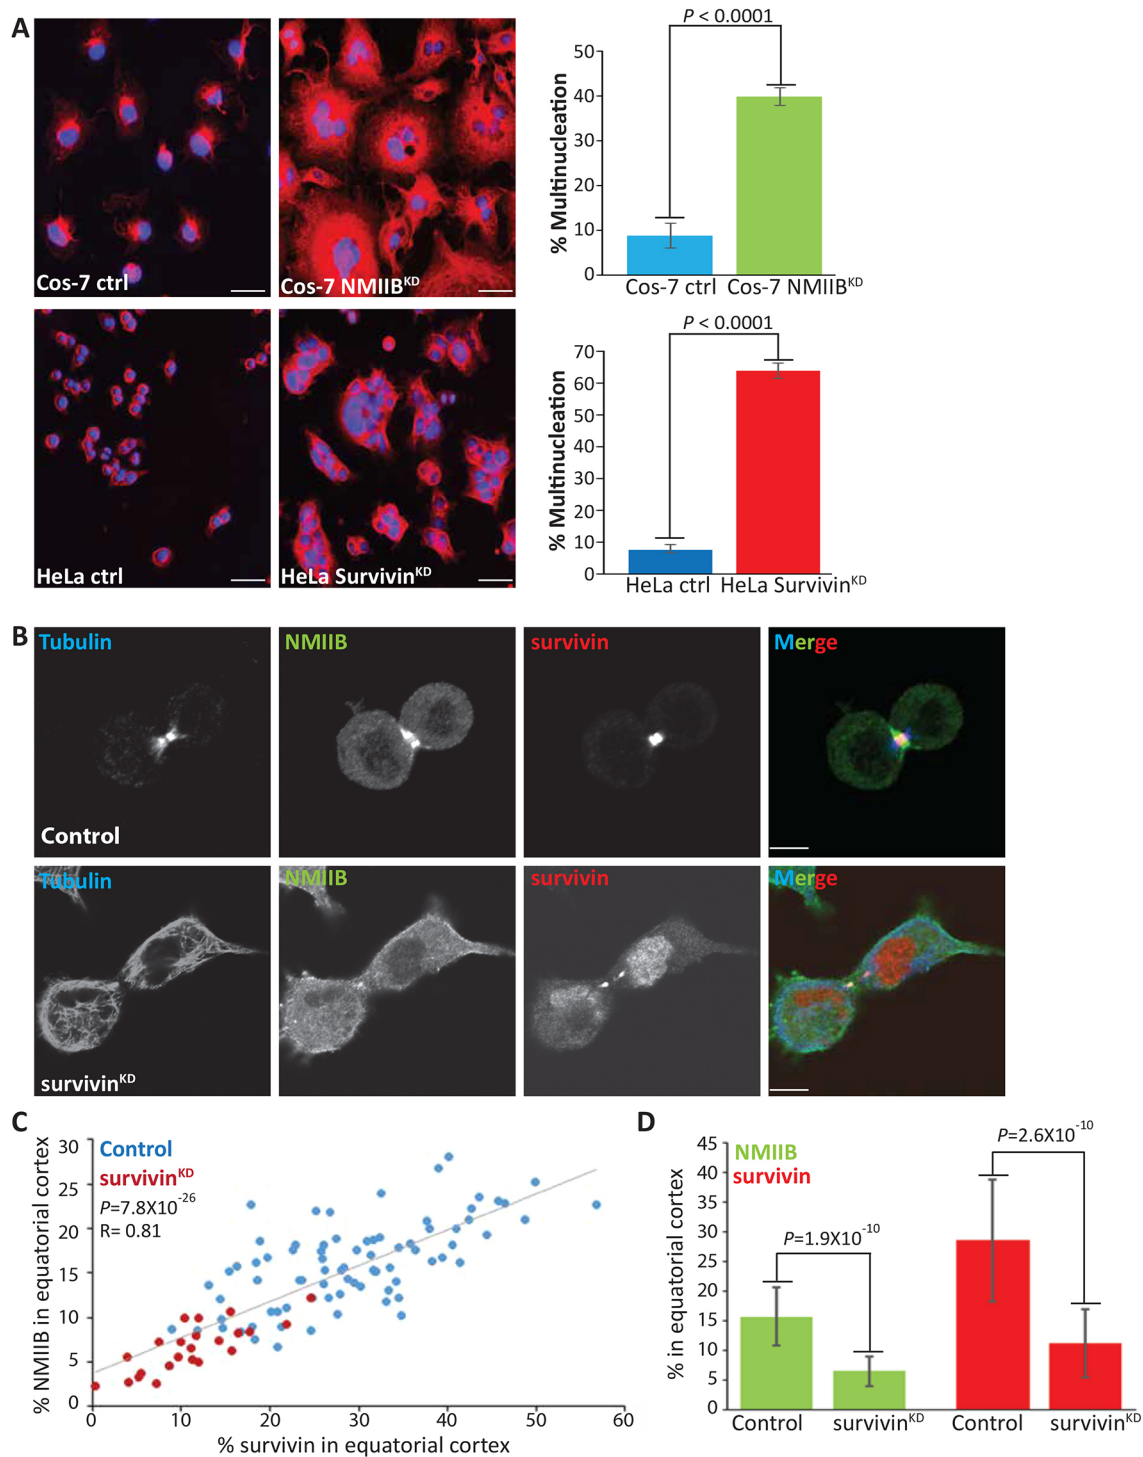 A
Cos-7 ctrl
Cos-7 NMIIBKD
HeLa ctrl
HeLa SurvivinKD
P < 0.0001
% Multinucleation
50
40
30
20
10
0
Cos-7 ctrl
Cos-7 NMIIBKD
P < 0.0001
% Multinucleation
70
60
50
40
30
20
10
0
HeLa ctrl
HeLa SurvivinKD
B
Tubulin
NMIIB
survivin
Merge
Control
Tubulin
NMIIB
survivin
Merge
survivinKD
C
% NMIIB in equatorial cortex
30
25
20
15
10
5
0
Control
survivinKD
P=7.8X10-26
R= 0.81
0
10
20
30
40
50
60
% survivin in equatorial cortex
D
% in equatorial cortex
45
40
35
30
25
20
15
10
5
0
NMIIB
survivin
P=1.9X10-10
P=2.6X10-10
Control
survivinKD
Control
survivinKD